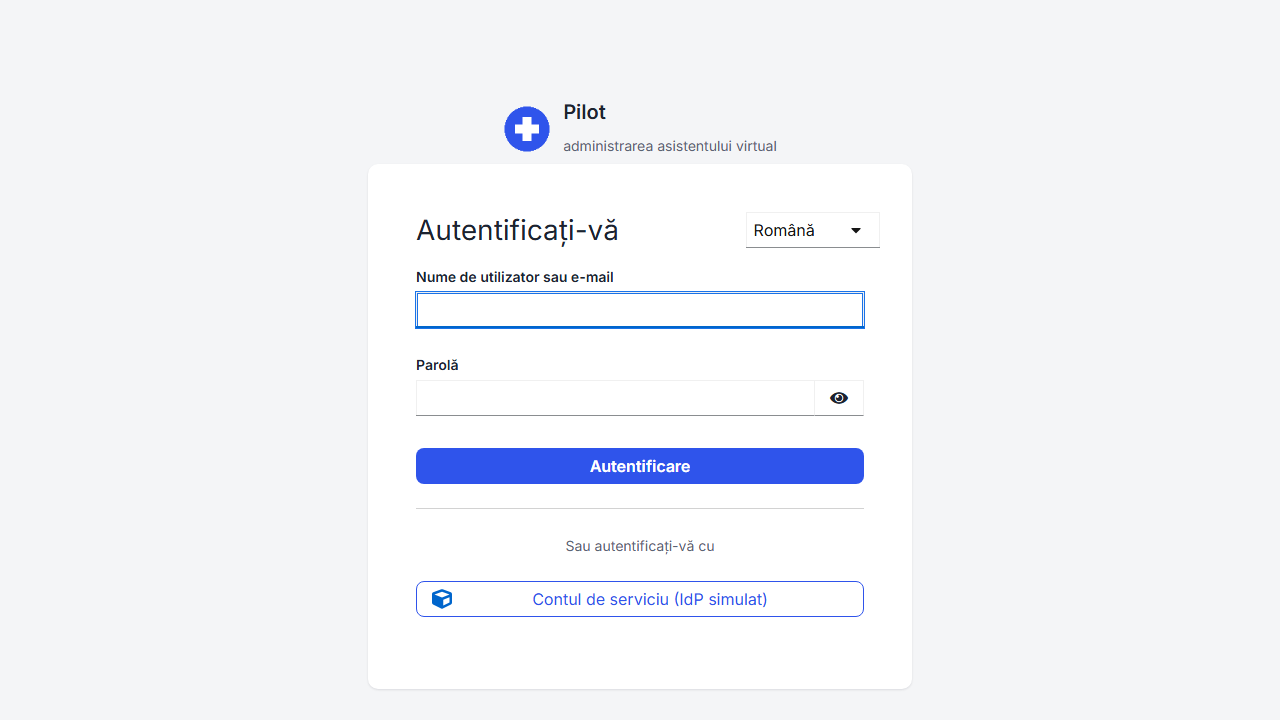 Pilot
administrarea asistentului virtual
Autentificați-vă
Română
Nume de utilizator sau e-mail
Parolă
Autentificare
Sau autentificați-vă cu
Contul de serviciu (IdP simulat)